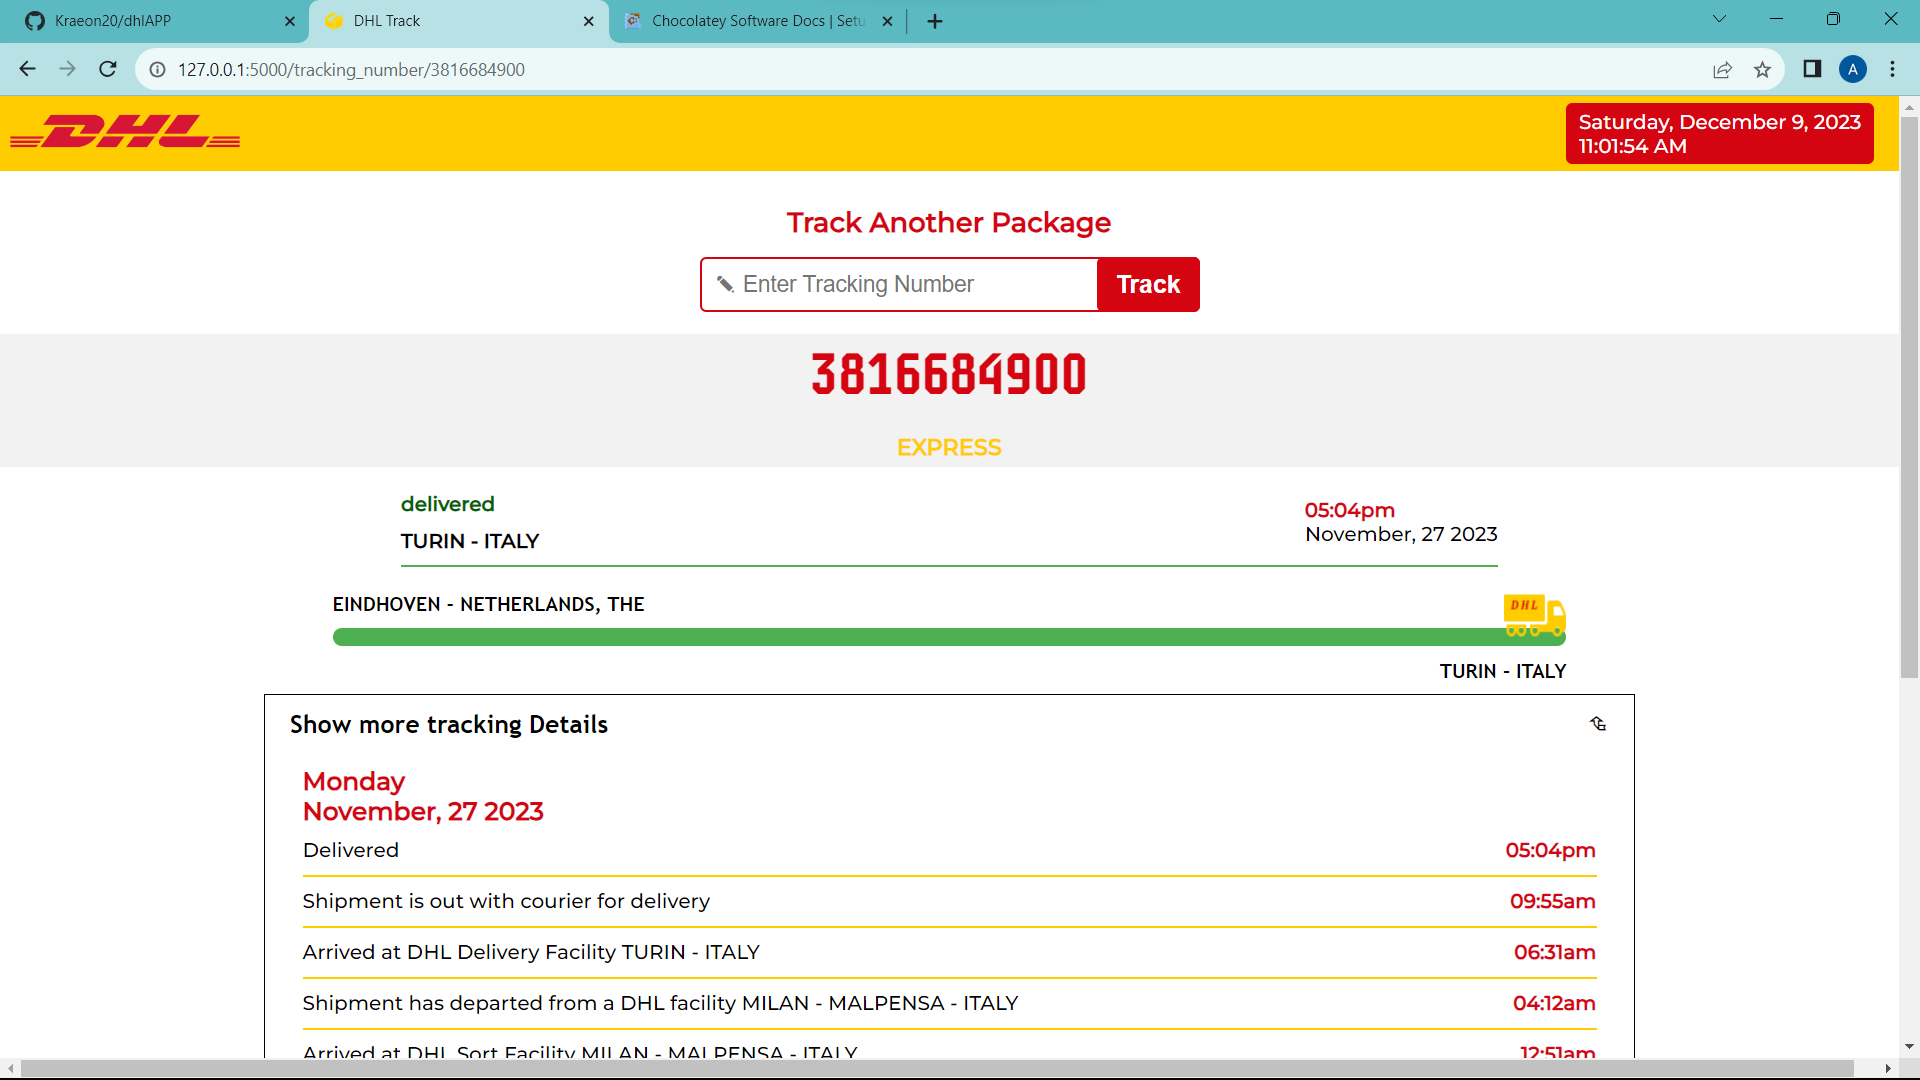 Kraeon20/dhlAPP
DHL Track
Chocolatey Software Docs | Setu
127.0.0.1:5000/tracking_number/3816684900
A
DHL
Saturday, December 9, 2023
11:01:54 AM
Track Another Package
Enter Tracking Number
Track
3816684900
EXPRESS
delivered
TURIN - ITALY
05:04pm
November, 27 2023
EINDHOVEN - NETHERLANDS, THE
DHL
TURIN - ITALY
Show more tracking Details
Monday
November, 27 2023
Delivered 05:04pm
Shipment is out with courier for delivery 09:55am
Arrived at DHL Delivery Facility TURIN - ITALY 06:31am
Shipment has departed from a DHL facility MILAN - MALPENSA - ITALY 04:12am
Arrived at DHL Sort Facility MILAN - MALPENSA - ITALY 12:51am